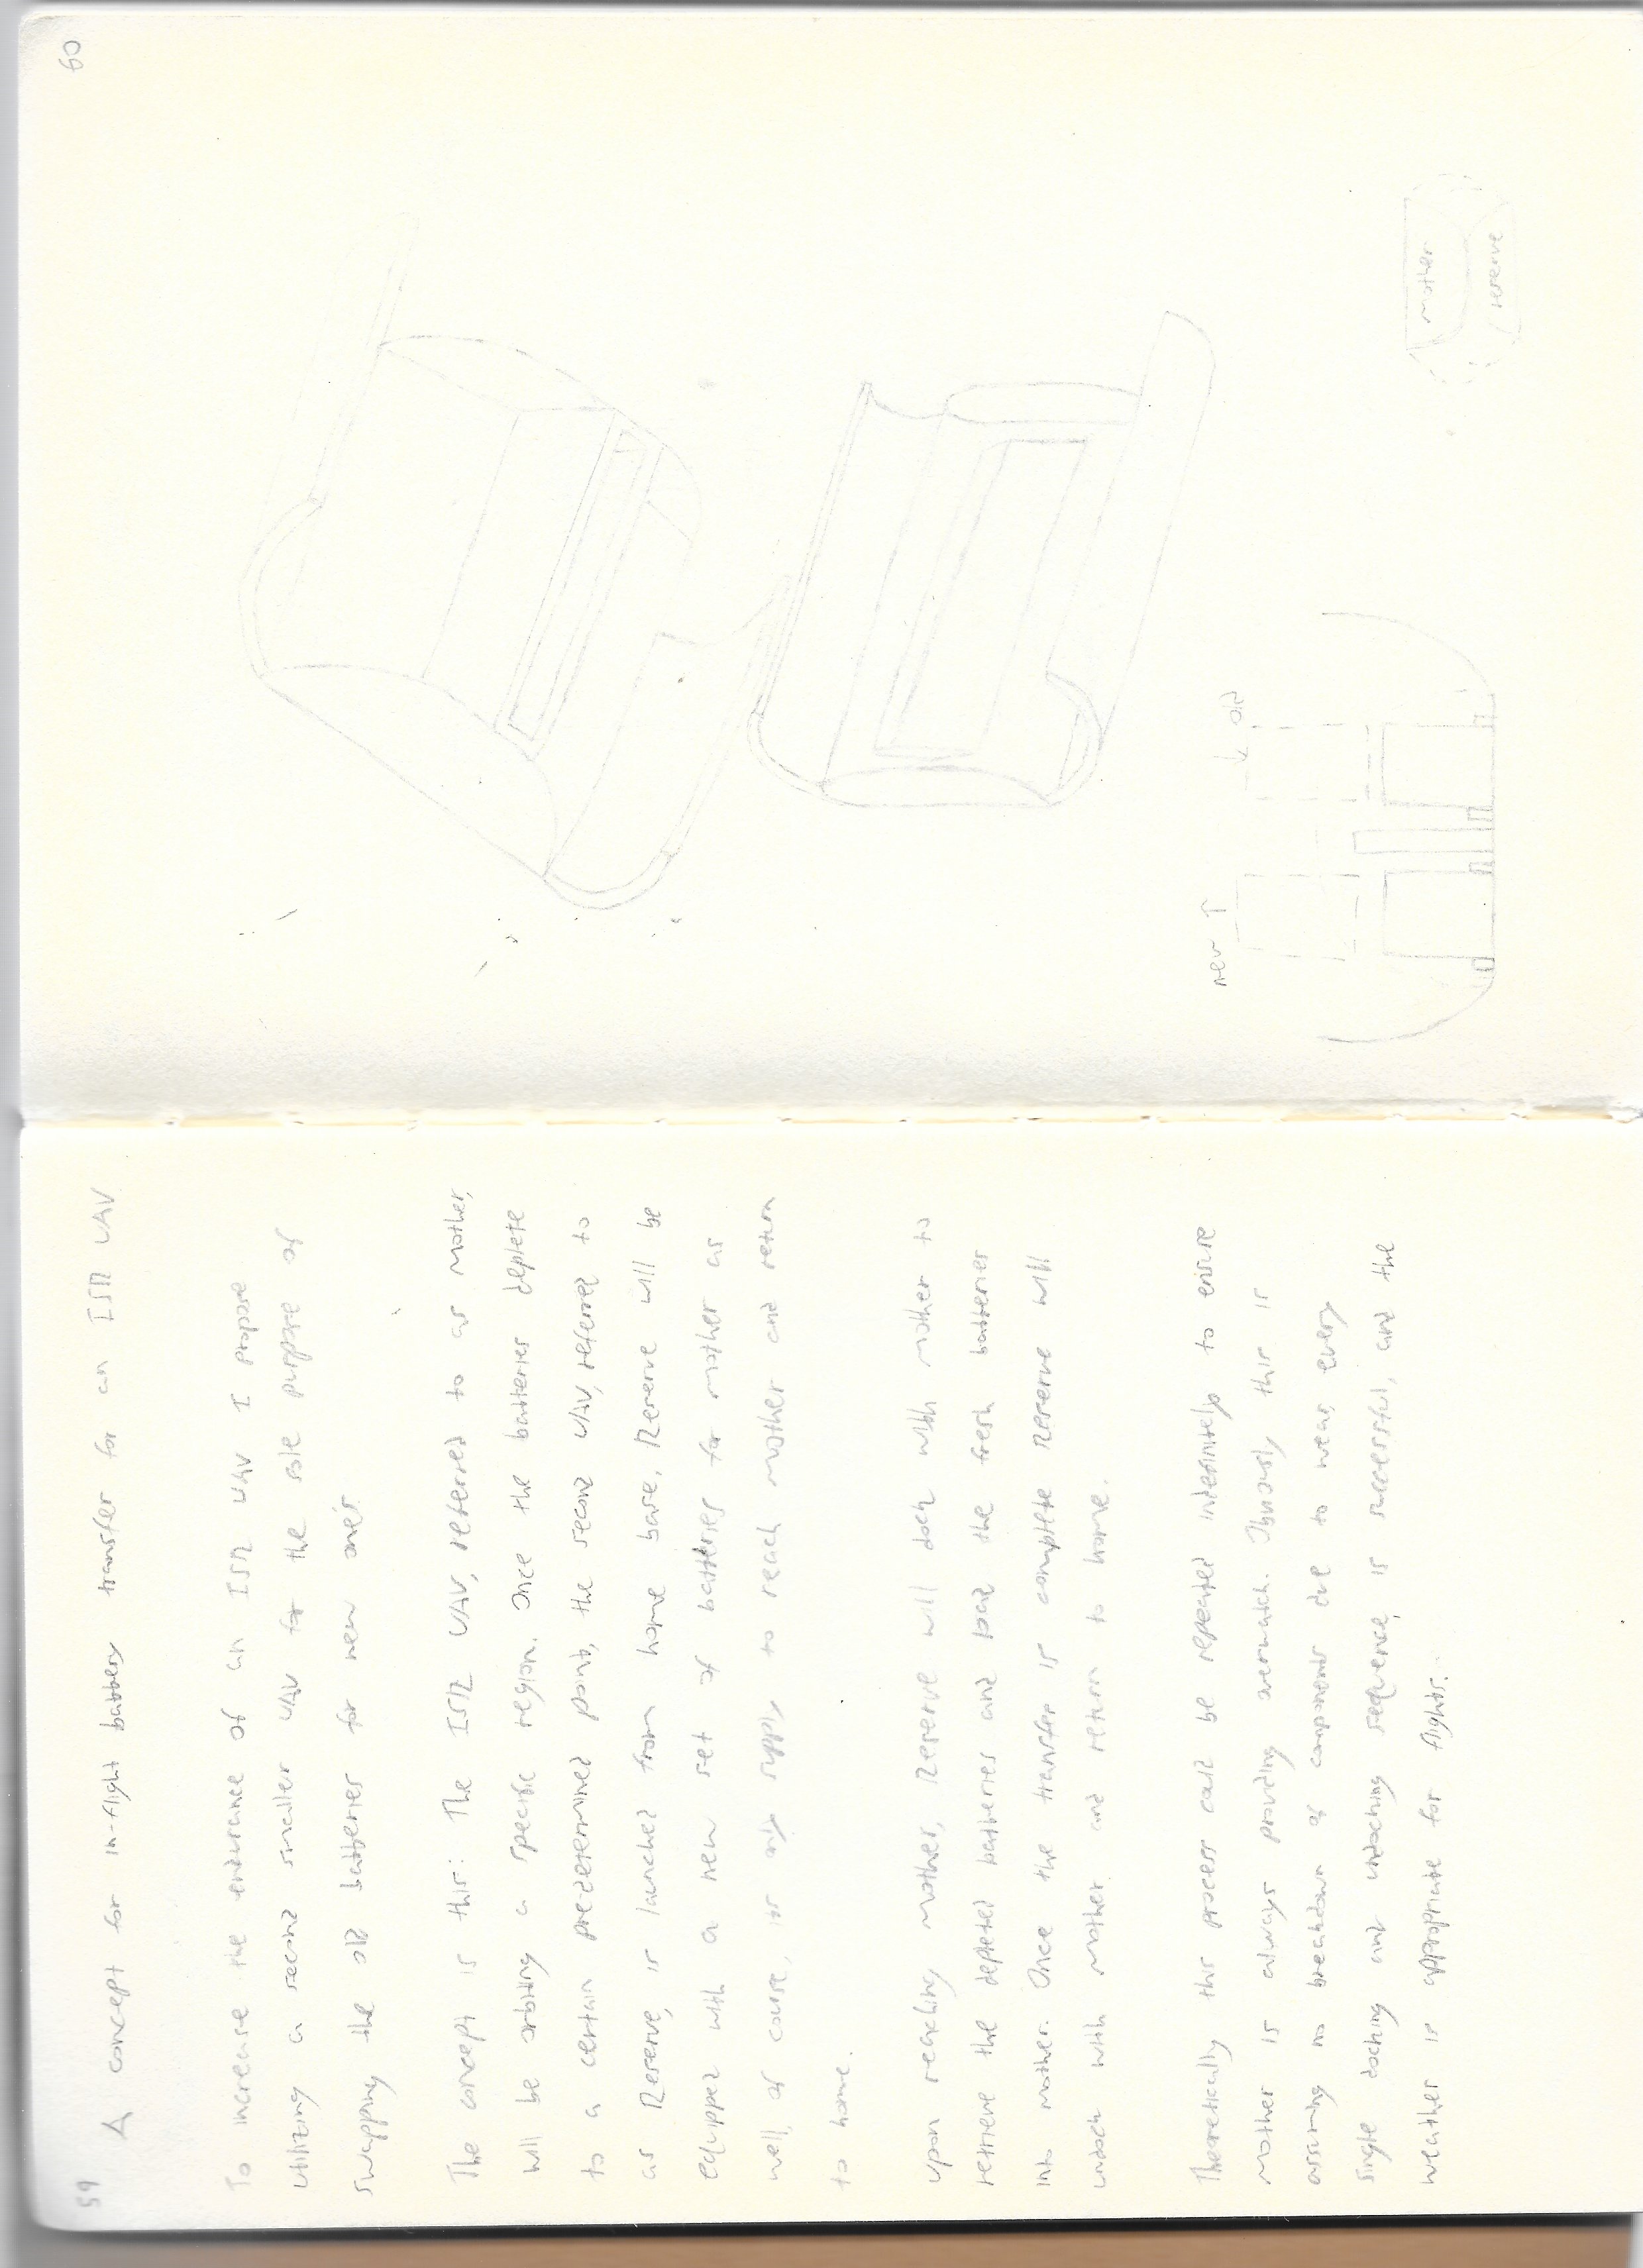 59
A concept for in-flight battery transfer for an ISR UAV
To increase the endurance of an ISR UAV I propose
utilizing a second smaller UAV for the sole purpose of
swapping the old batteries for new one's.
The concept is this: The ISR UAV, referred to as Mother,
will be orbiting a specific region. Once the batteries deplete
to a certain pre-determined point, the second UAV, referred to
as Reserve, is launched from home base. Reserve will be
equipped with a new set of batteries for Mother as
well, of course, its only supply to reach Mother and return
to home.
Upon reaching Mother, Reserve will dock with Mother to
retrieve the depleted batteries and load the fresh batteries
into Mother. Once the transfer is complete Reserve will
undock with Mother and return to home.
Theoretically this process could be repeated indefinitely to ensure
Mother is always providing overwatch. Obviously this is
assuming no breakdown of components due to wear, every
single docking and undocking sequence, is successful, and the
weather is appropriate for flights.
60
new ↑
↓ old
Mother
reserve